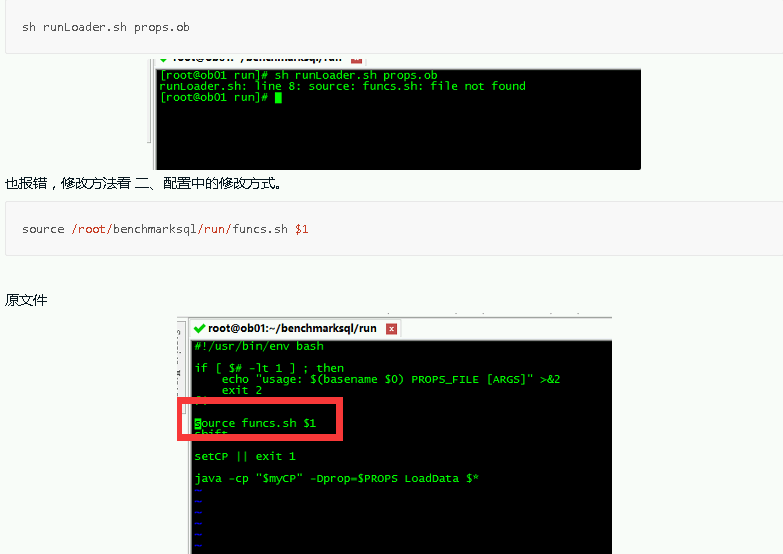 sh runLoader.sh props.ob
[root@ob01 run]# sh runLoader.sh props.ob
runLoader.sh: line 8: source: funcs.sh: file not found
[root@ob01 run]#
也报错，修改方法看 二、配置中的修改方式。
source /root/benchmarksql/run/funcs.sh $1
原文件
root@ob01:~/benchmarksql/run
#!/usr/bin/env bash
if [ $# -lt 1 ] ; then
echo "usage: $(basename $0) PROPS_FILE [ARGS]" >&2
exit 2
source funcs.sh $1
shift
setCP || exit 1
java -cp "$myCP" -Dprop=$PROPS LoadData $*
~
~
~
~
~
~